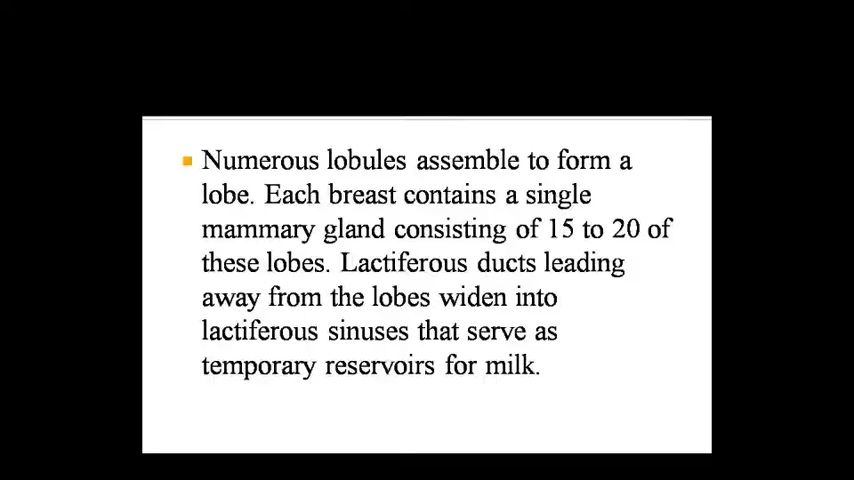 Numerous lobules assemble to form a
lobe. Each breast contains a single
mammary gland consisting of 15 to 20 of
these lobes. Lactiferous ducts leading
away from the lobes widen into
lactiferous sinuses that serve as
temporary reservoirs for milk.